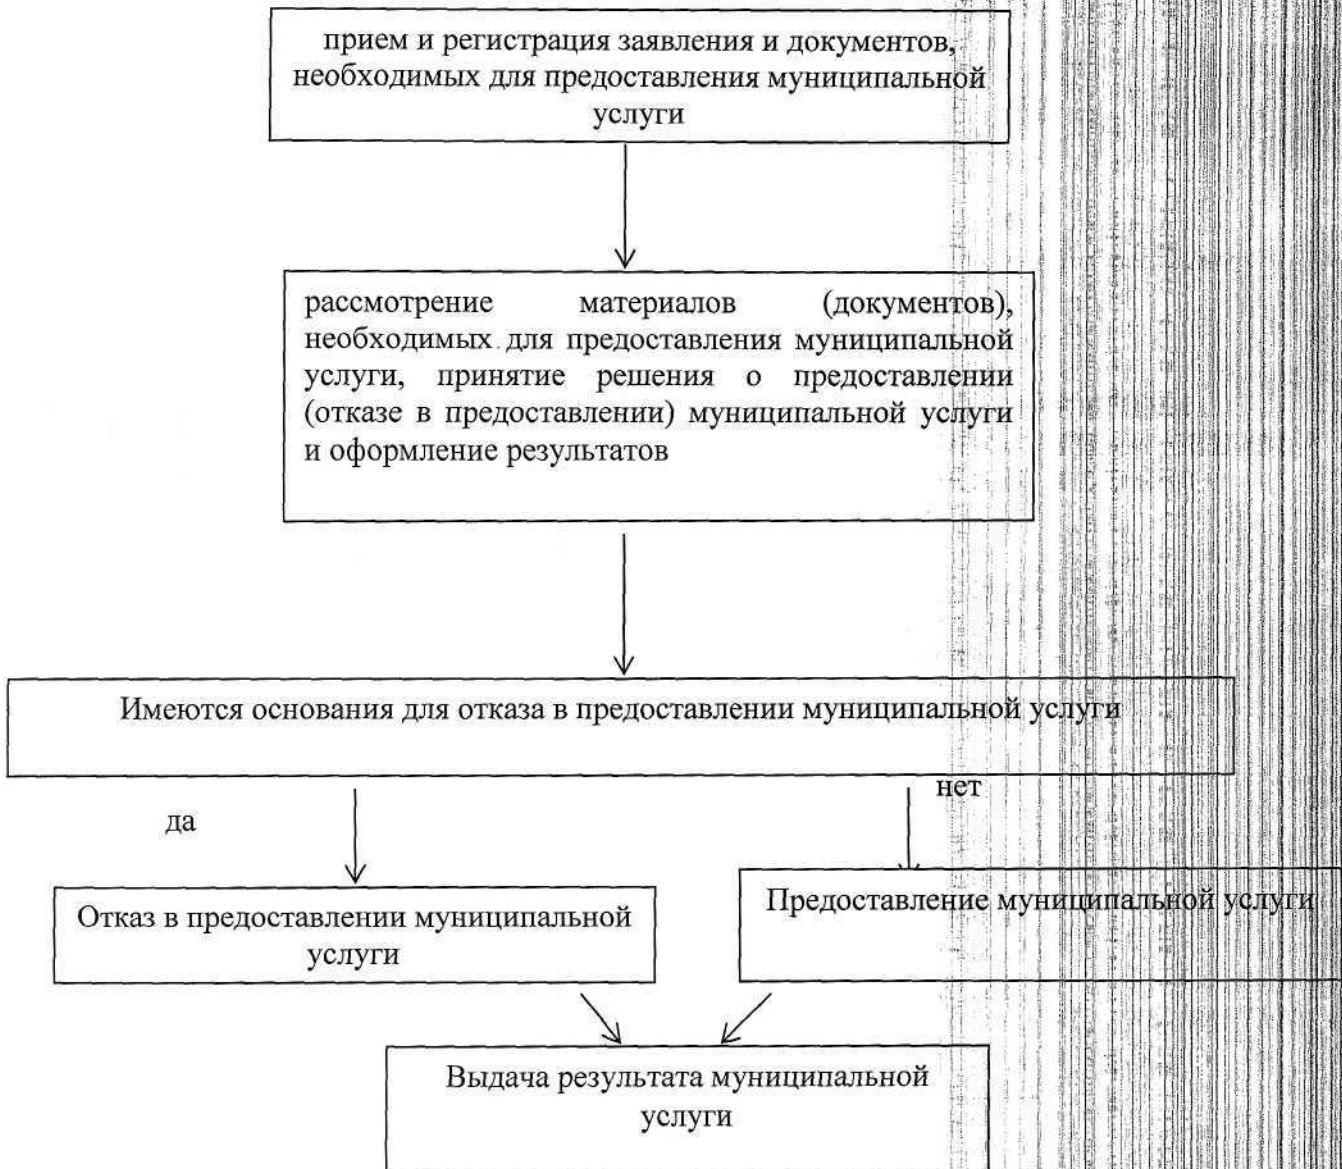 прием и регистрация заявления и документов,
необходимых для предоставления муниципальной
услуги
рассмотрение материалов (документов),
необходимых для предоставления муниципальной
услуги, принятие решения о предоставлении
(отказе в предоставлении) муниципальной услуги
и оформление результатов
Имеются основания для отказа в предоставлении муниципальной услуги
да
нет
Отказ в предоставлении муниципальной
услуги
Предоставление муниципальной услуги
Выдача результата муниципальной
услуги